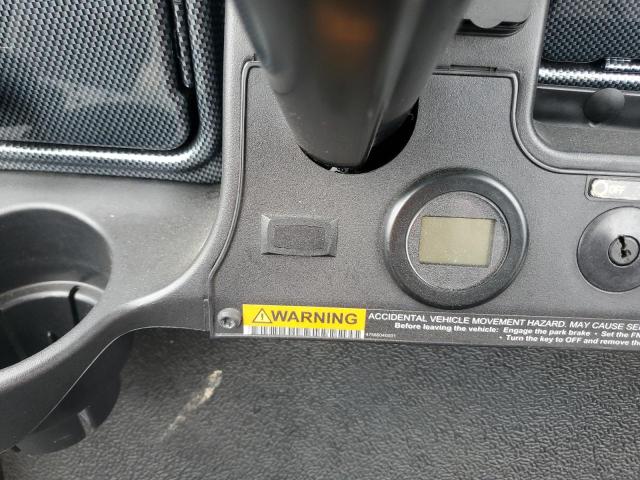 OFF
WARNING
ACCIDENTAL VEHICLE MOVEMENT HAZARD. MAY CAUSE SE
Before leaving the vehicle: Engage the park brake • Set the FN
• Turn the key to OFF and remove the